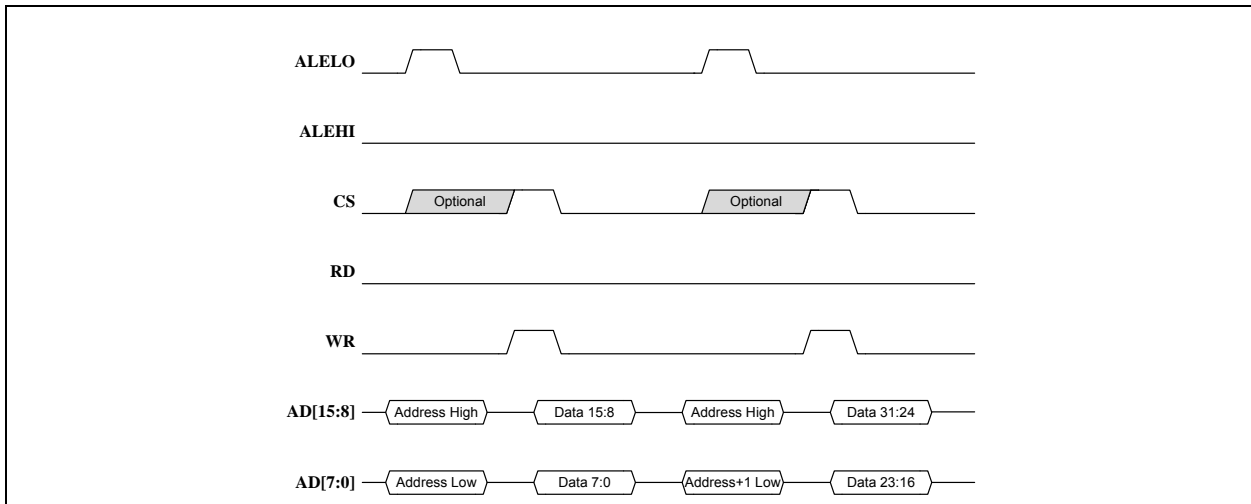 ALELO
ALEHI
CS
Optional
Optional
RD
WR
AD[15:8]
Address High
Data 15:8
Address High
Data 31:24
AD[7:0]
Address Low
Data 7:0
Address+1 Low
Data 23:16